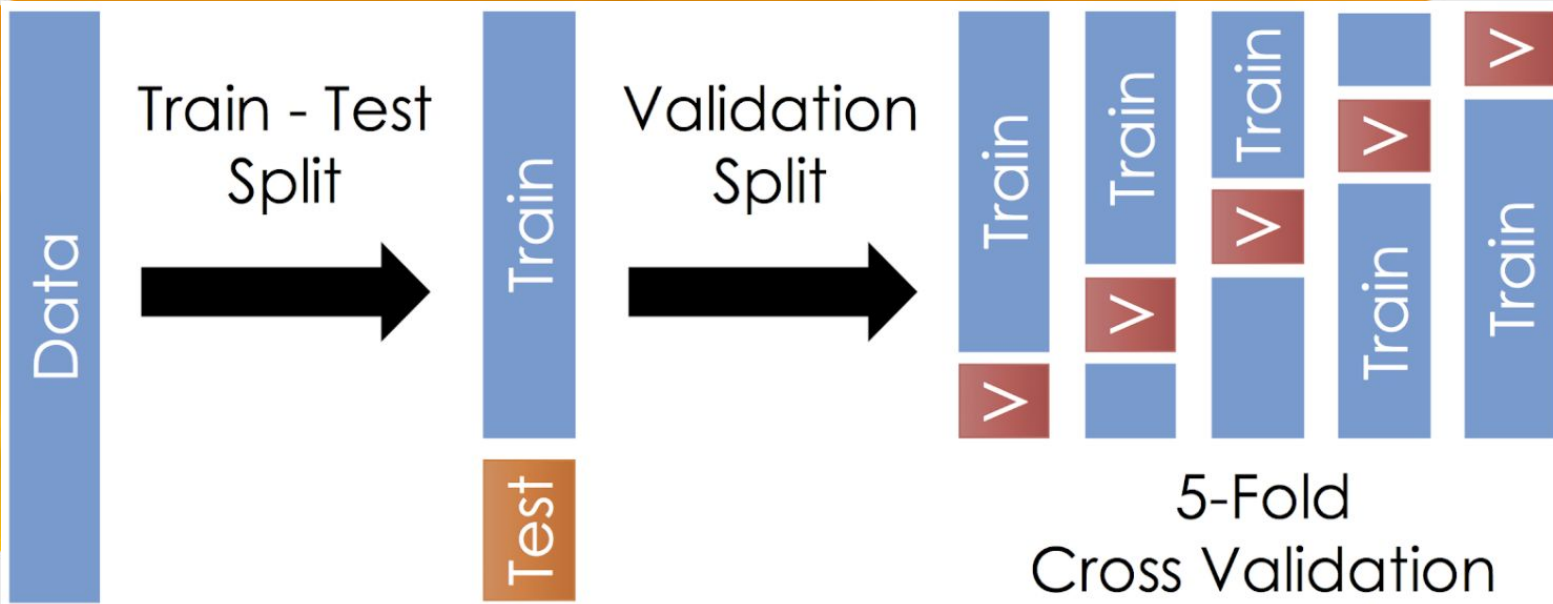 Data
Train - Test
Split
Train
Test
Validation
Split
Train
V
Train
V
Train
V
V
Train
V
Train
5-Fold
Cross Validation